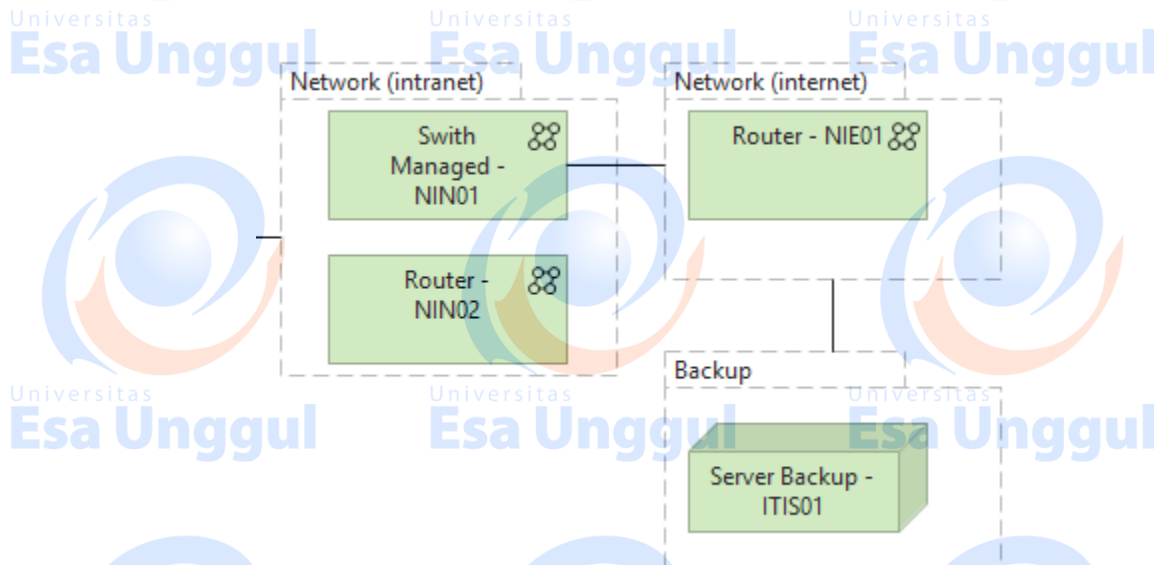 Universitas
Esa Unggul
Universitas
Esa Unggul
Universitas
Esa Unggul
Network (intranet)
Network (internet)
Swith
Managed -
NIN01
Router - NIE01
Router -
NIN02
Backup
Universitas
Esa Unggul
Universitas
Esa Unggul
Universitas
Esa Unggul
Server Backup -
ITIS01